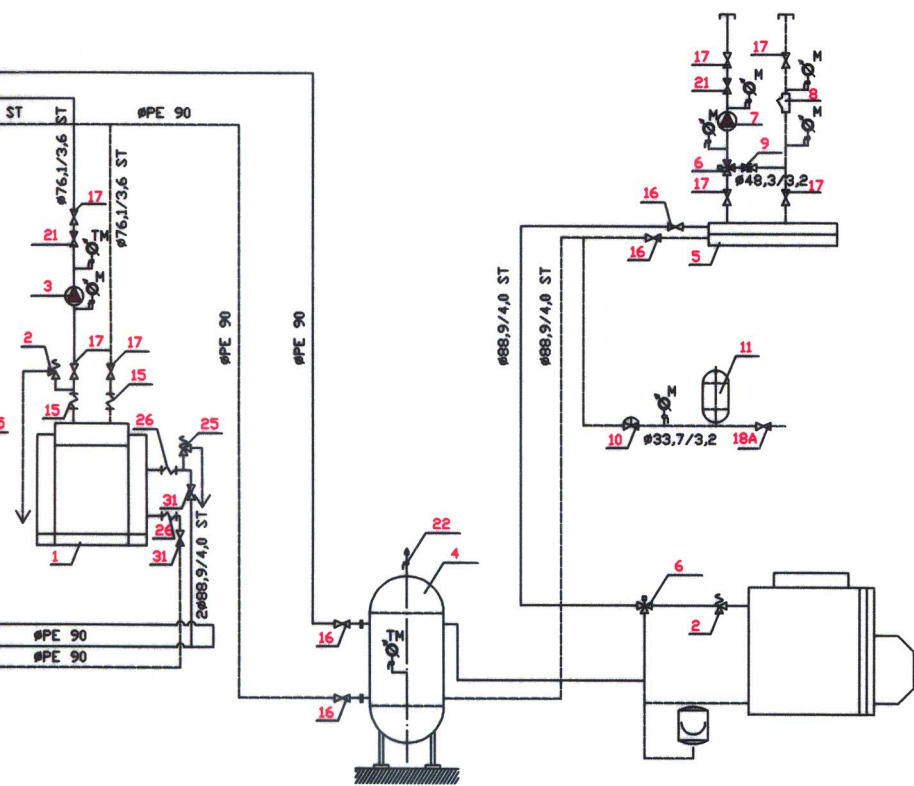 17
17
M
21
M
8
ST
ØPE 90
M
7
M
Ø76,1/3,6 ST
Ø76,1/3,6 ST
9
6
Ø48,3/3,2
17
17
17
16
21
TM
16
5
M
3
Ø88,9/4,0 ST
Ø88,9/4,0 ST
ØPE 90
ØPE 90
2
17
17
11
15
M
15
26
25
10
Ø33,7/3,2
18A
31
26
1
31
2Ø88,9/4,0 ST
22
4
6
ØPE 90
16
TM
2
ØPE 90
16